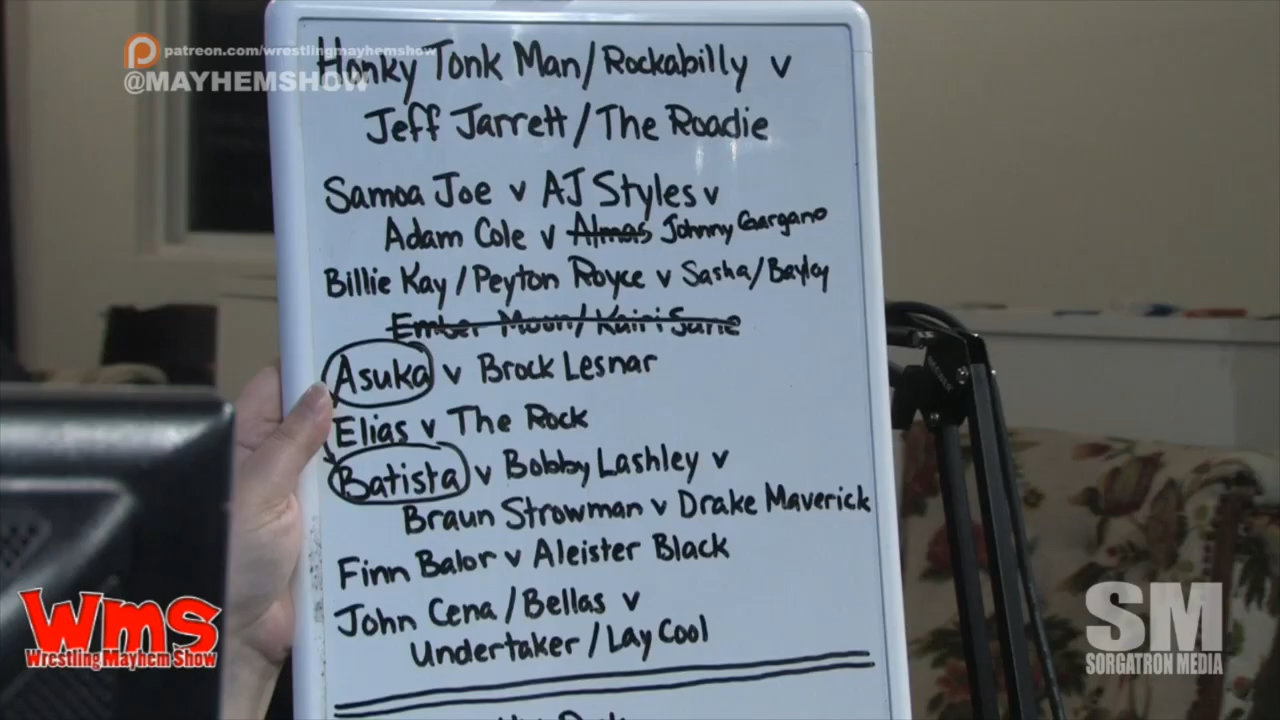 patreon.com/wrestlingmayhemshow
@MAYHEMSHOW
Honky Tonk Man/Rockabilly v
Jeff Jarrett/The Roadie
Samoa Joe v AJ Styles v
Adam Cole v Almas Johnny Gargano
Billie Kay/Peyton Royce v Sasha/Bayley
Ember Moon/Kairi Sane
Asuka v Brock Lesnar
Elias v The Rock
Batista v Bobby Lashley v
Braun Strowman v Drake Maverick
Finn Balor v Aleister Black
John Cena/Bellas v
Undertaker/LayCool
wms
Wrestling Mayhem Show
SM
SORGATRON MEDIA